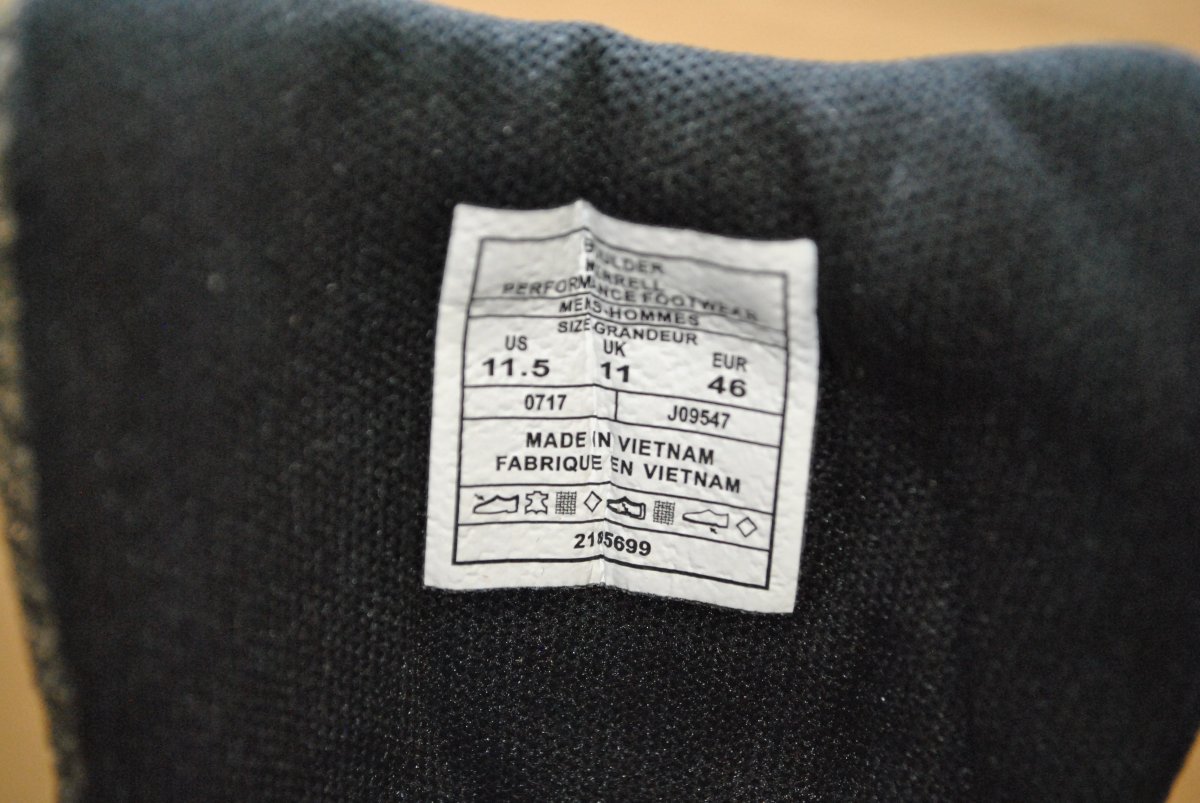 BOULDER
MERRELL
PERFORMANCE FOOTWEAR
MENS-HOMMES
SIZE-GRANDEUR
US UK EUR
11.5 11 46
0717 J09547
MADE IN VIETNAM
FABRIQUE EN VIETNAM
2185699